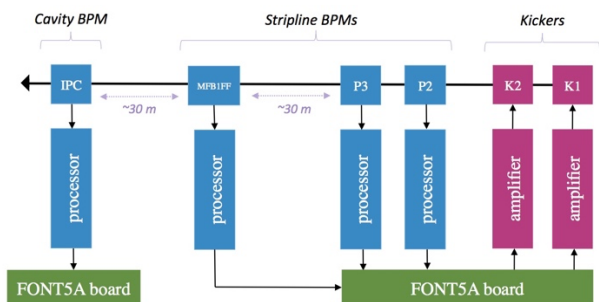 Cavity BPM
Stripline BPMs
Kickers
IPC
MFB1FF
P3
P2
K2
K1
~30 m
~30 m
processor
processor
processor
processor
amplifier
amplifier
FONT5A board
FONT5A board